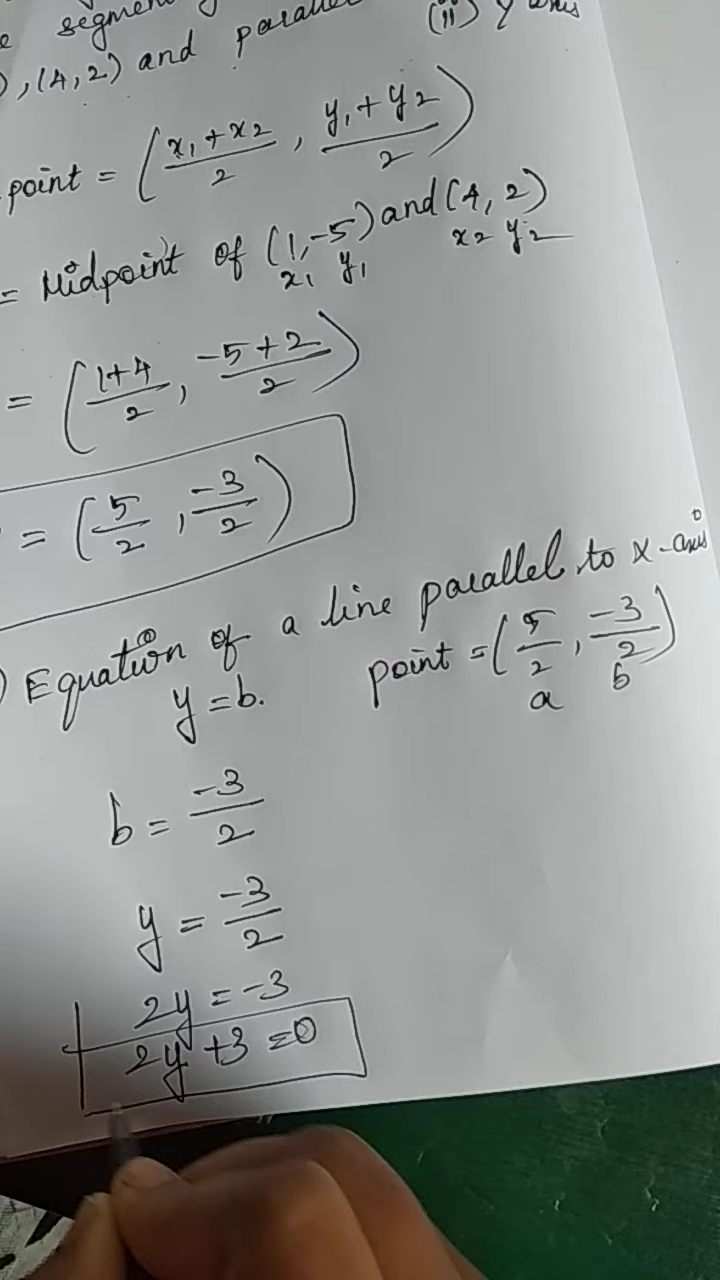 e segment
), (4, 2) and parallel (ii) Y axis
point = ( x₁ + x₂ / 2 , y₁ + y₂ / 2 )
= Midpoint of (1, -5) and (4, 2)
x₁ y₁ x₂ y₂
= ( 1+4 / 2 , -5+2 / 2 )
= ( 5/2 , -3/2 )
) Equation of a line parallel to x-axis
y = b. point = ( 5/2 , -3/2 )
a b
b = -3/2
y = -3/2
2y = -3
2y + 3 = 0